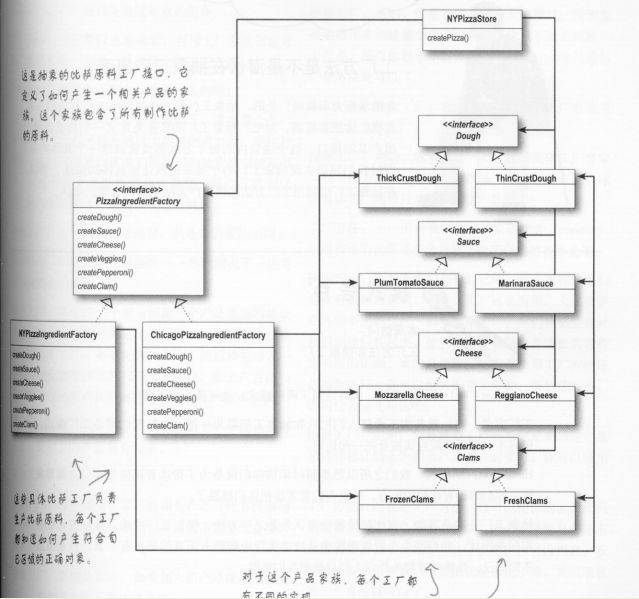 NYPizzaStore
createPizza()
这是抽象的比萨原料工厂接口，它
定义了如何产生一个相关产品的家
族。这个家族包含了所有制作比萨
的原料。
<<interface>>
Dough
ThickCrustDough
ThinCrustDough
<<interface>>
PizzaIngredientFactory
createDough()
createSauce()
createCheese()
createVeggies()
createPepperoni()
createClam()
<<interface>>
Sauce
PlumTomatoSauce
MarinaraSauce
NYPizzaIngredientFactory
createDough()
createSauce()
createCheese()
createVeggies()
createPepperoni()
createClam()
ChicagoPizzaIngredientFactory
createDough()
createSauce()
createCheese()
createVeggies()
createPepperoni()
createClam()
<<interface>>
Cheese
Mozzarella Cheese
ReggianoCheese
<<interface>>
Clams
FrozenClams
FreshClams
这些具体比萨工厂负责
生产比萨原料，每个工厂
都知道如何产生符合自
己区域的正确对象。
对于这个产品家族，每个工厂都
有不同的实现